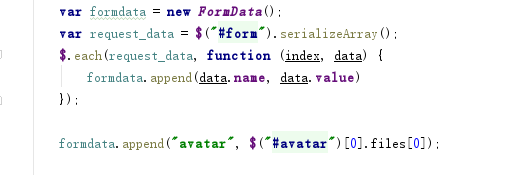 var formdata = new FormData();
var request_data = $("#form").serializeArray();
$.each(request_data, function (index, data) {
    formdata.append(data.name, data.value)
});
formdata.append("avatar", $("#avatar")[0].files[0]);